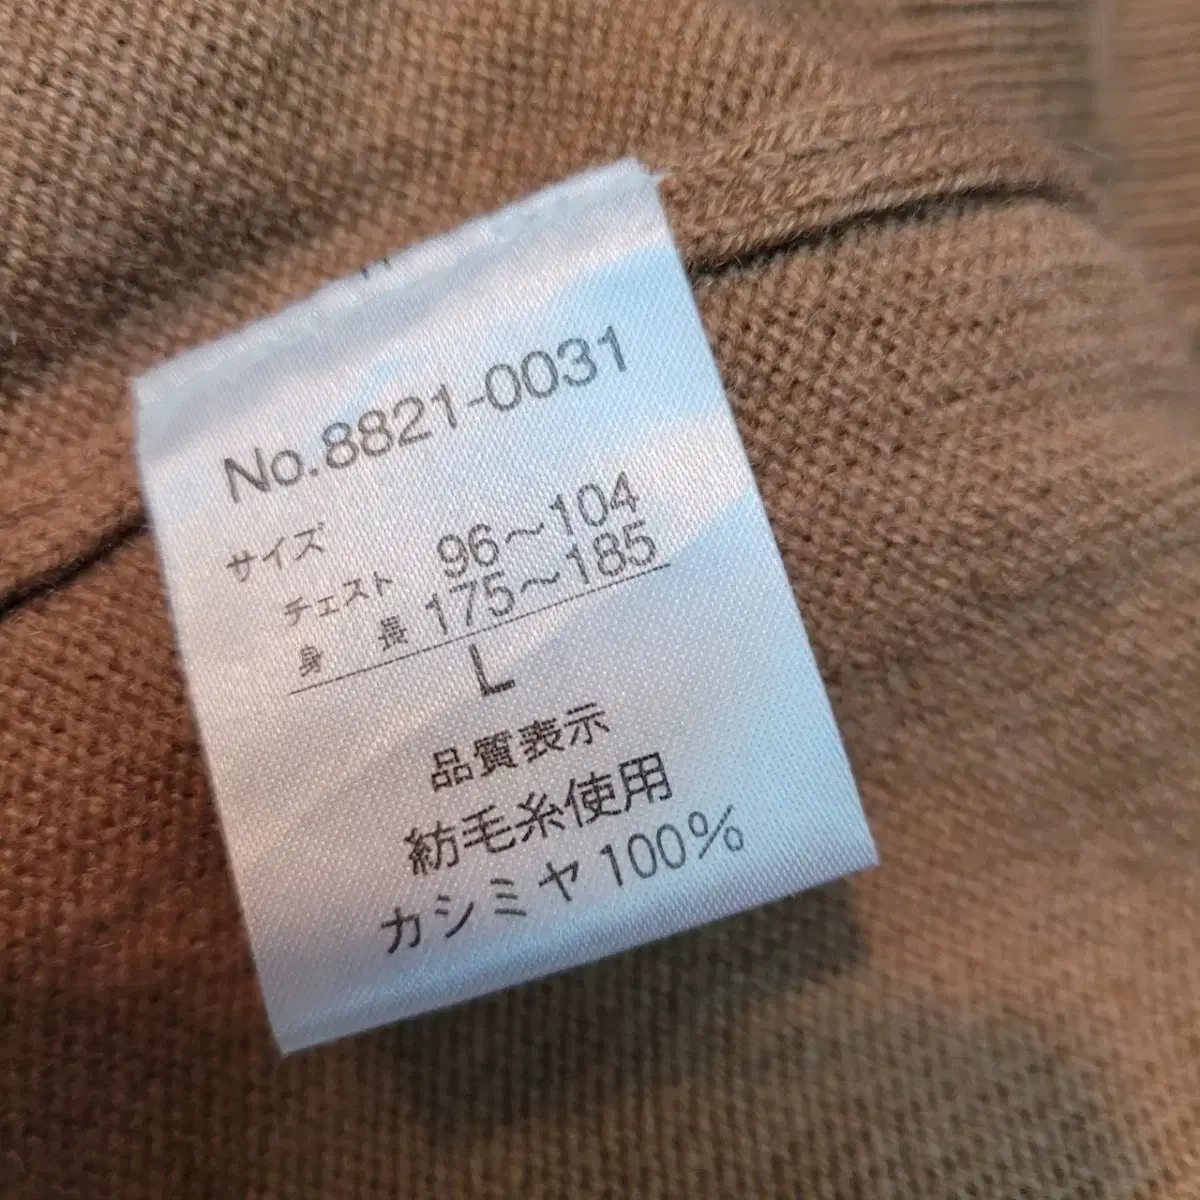 No.8821-0031
サイズ
チェスト 96〜104
身長 175〜185
L
品質表示
紡毛糸使用
カシミヤ 100%